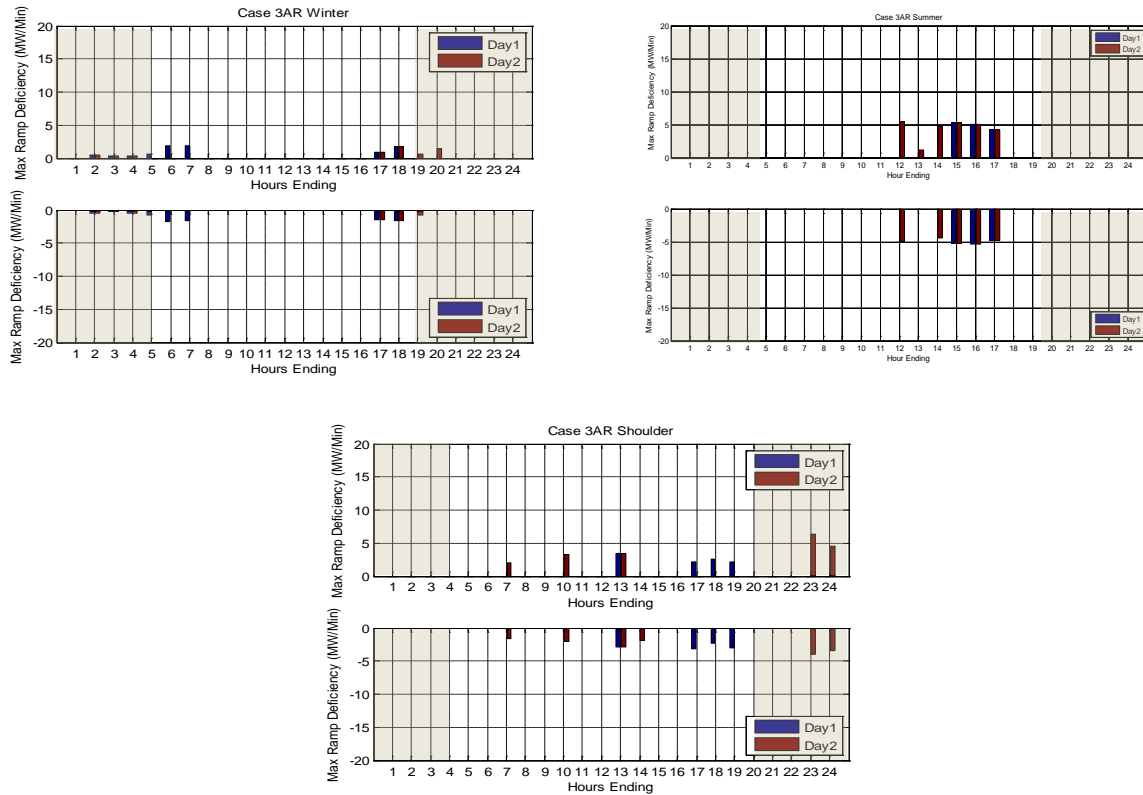 Case 3AR Winter
Max Ramp Deficiency (MW/Min)
20
15
10
5
0
Day1
Day2
1 2 3 4 5 6 7 8 9 10 11 12 13 14 15 16 17 18 19 20 21 22 23 24
Hours Ending
Max Ramp Deficiency (MW/Min)
0
-5
-10
-15
-20
Day1
Day2
1 2 3 4 5 6 7 8 9 10 11 12 13 14 15 16 17 18 19 20 21 22 23 24
Hours Ending
Case 3AR Summer
Max Ramp Deficiency (MW/Min)
20
15
10
5
0
Day1
Day2
1 2 3 4 5 6 7 8 9 10 11 12 13 14 15 16 17 18 19 20 21 22 23 24
Hour Ending
Max Ramp Deficiency (MW/Min)
0
-5
-10
-15
-20
Day1
Day2
1 2 3 4 5 6 7 8 9 10 11 12 13 14 15 16 17 18 19 20 21 22 23 24
Hour Ending
Case 3AR Shoulder
Max Ramp Deficiency (MW/Min)
20
15
10
5
0
Day1
Day2
1 2 3 4 5 6 7 8 9 10 11 12 13 14 15 16 17 18 19 20 21 22 23 24
Hours Ending
Max Ramp Deficiency (MW/Min)
0
-5
-10
-15
-20
Day1
Day2
1 2 3 4 5 6 7 8 9 10 11 12 13 14 15 16 17 18 19 20 21 22 23 24
Hours Ending